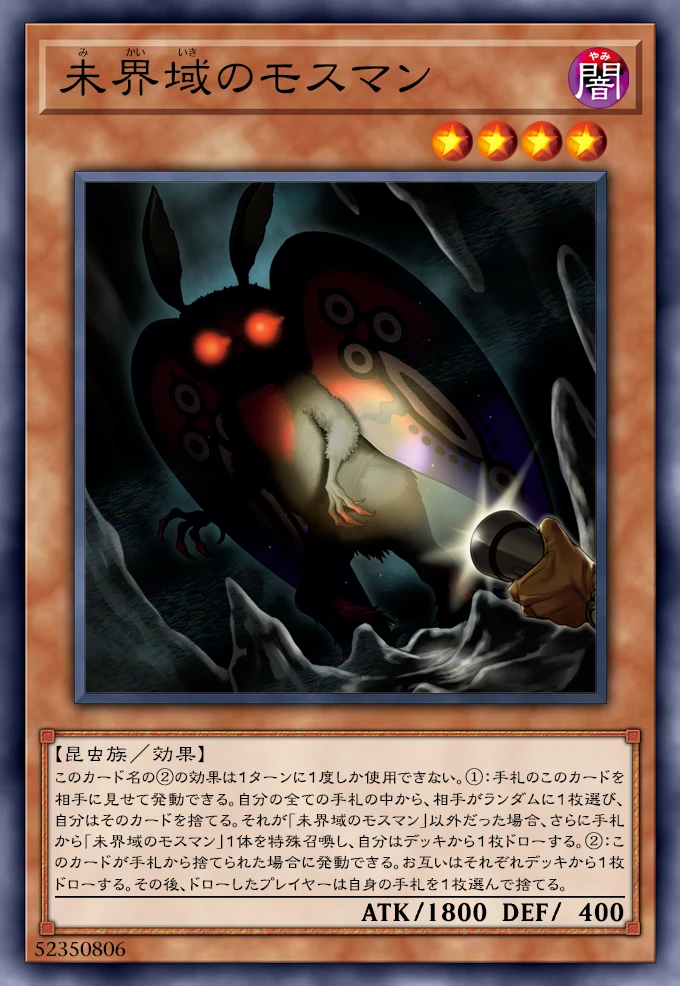 未界域のモスマン
闇
【昆虫族／効果】
このカード名の②の効果は1ターンに1度しか使用できない。①：手札のこのカードを
相手に見せて発動できる。自分の全ての手札の中から、相手がランダムに1枚選び、
自分はそのカードを捨てる。それが「未界域のモスマン」以外だった場合、さらに手札
から「未界域のモスマン」1体を特殊召喚し、自分はデッキから1枚ドローする。②：こ
のカードが手札から捨てられた場合に発動できる。お互いはそれぞれデッキから1枚
ドローする。その後、ドローしたプレイヤーは自身の手札を1枚選んで捨てる。
ATK/1800 DEF/ 400
52350806